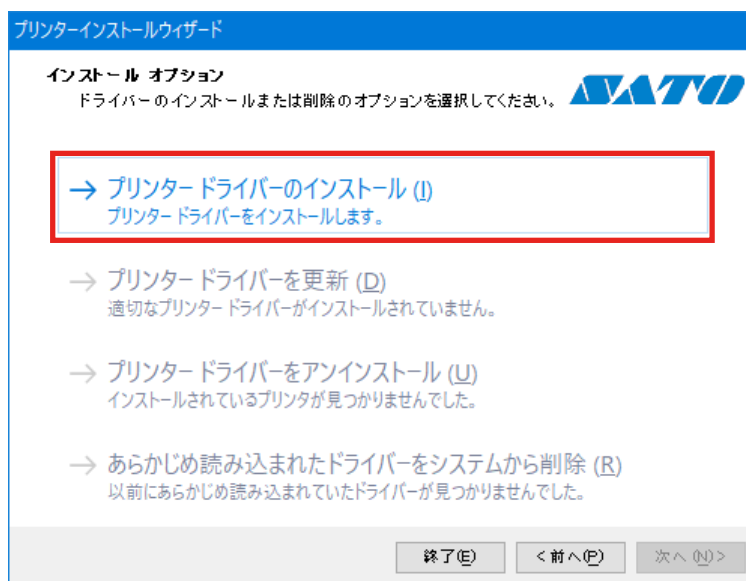 プリンターインストールウィザード
インストール オプション
ドライバーのインストールまたは削除のオプションを選択してください。
SATO
→ プリンター ドライバーのインストール (I)
プリンター ドライバーをインストールします。
→ プリンター ドライバーを更新 (D)
適切なプリンター ドライバーがインストールされていません。
→ プリンター ドライバーをアンインストール (U)
インストールされているプリンタが見つかりませんでした。
→ あらかじめ読み込まれたドライバーをシステムから削除 (R)
以前にあらかじめ読み込まれていたドライバーが見つかりませんでした。
終了(E) <前へ(P) 次へ(N)>